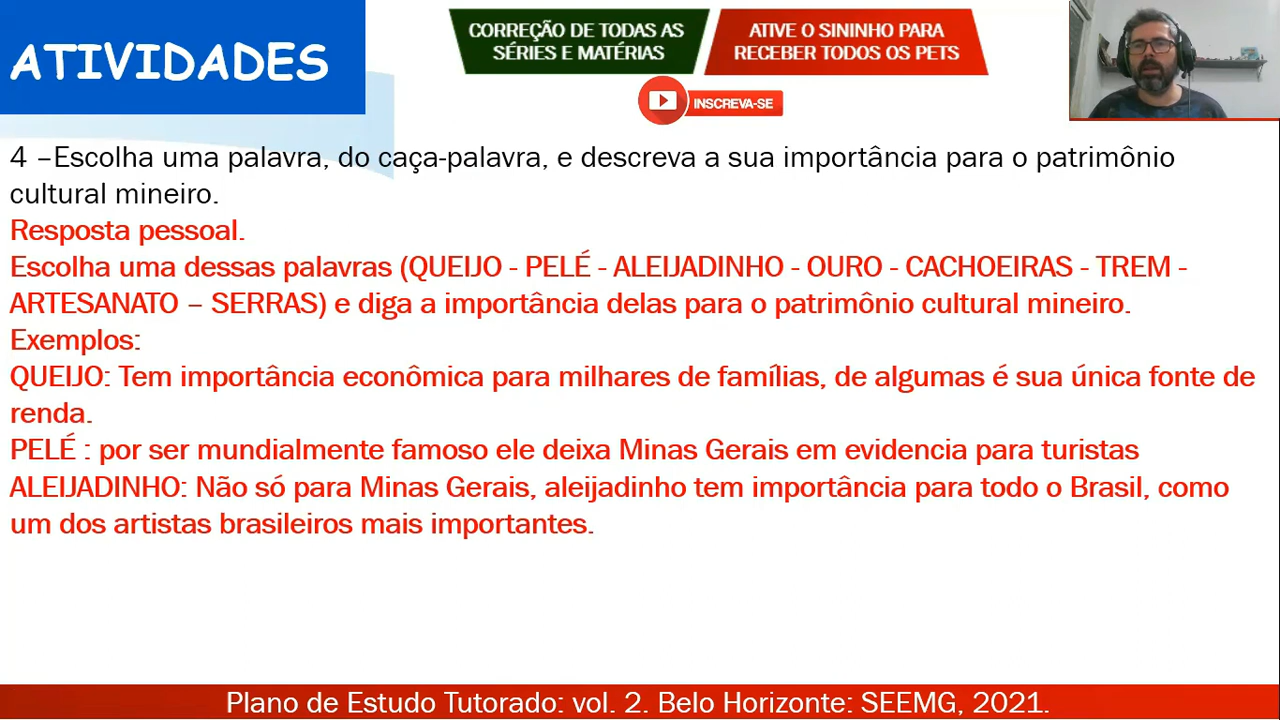 ATIVIDADES
CORREÇÃO DE TODAS AS
SÉRIES E MATÉRIAS
ATIVE O SININHO PARA
RECEBER TODOS OS PETS
INSCREVA-SE
4 –Escolha uma palavra, do caça-palavra, e descreva a sua importância para o patrimônio
cultural mineiro.
Resposta pessoal.
Escolha uma dessas palavras (QUEIJO - PELÉ - ALEIJADINHO - OURO - CACHOEIRAS - TREM -
ARTESANATO – SERRAS) e diga a importância delas para o patrimônio cultural mineiro.
Exemplos:
QUEIJO: Tem importância econômica para milhares de famílias, de algumas é sua única fonte de
renda.
PELÉ : por ser mundialmente famoso ele deixa Minas Gerais em evidencia para turistas
ALEIJADINHO: Não só para Minas Gerais, aleijadinho tem importância para todo o Brasil, como
um dos artistas brasileiros mais importantes.
Plano de Estudo Tutorado: vol. 2. Belo Horizonte: SEEMG, 2021.